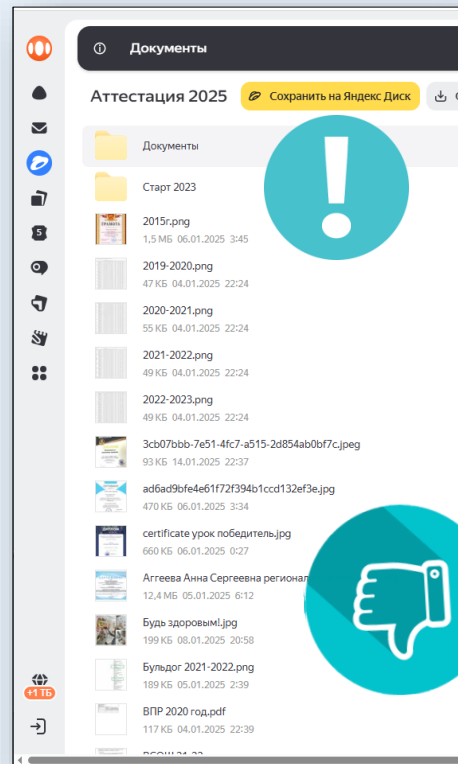 Документы
Аттестация 2025
Сохранить на Яндекс Диск
Документы
Старт 2023
2015г.png
1,5 МБ 06.01.2025 3:45
2019-2020.png
47 КБ 04.01.2025 22:24
2020-2021.png
55 КБ 04.01.2025 22:24
2021-2022.png
49 КБ 04.01.2025 22:24
2022-2023.png
49 КБ 04.01.2025 22:24
3cb07bbb-7e51-4fc7-a515-2d854ab0bf7c.jpeg
93 КБ 14.01.2025 22:37
ad6ad9bfe4e61f72f394b1ccd132ef3e.jpg
470 КБ 06.01.2025 3:34
certificate урок победитель.jpg
660 КБ 06.01.2025 0:27
Аггеева Анна Сергеевна регионал
12,4 МБ 05.01.2025 6:12
Будь здоровым!.jpg
199 КБ 08.01.2025 20:58
Бульдог 2021-2022.png
189 КБ 05.01.2025 2:39
+1 ТБ
ВПР 2020 год.pdf
117 КБ 04.01.2025 22:39